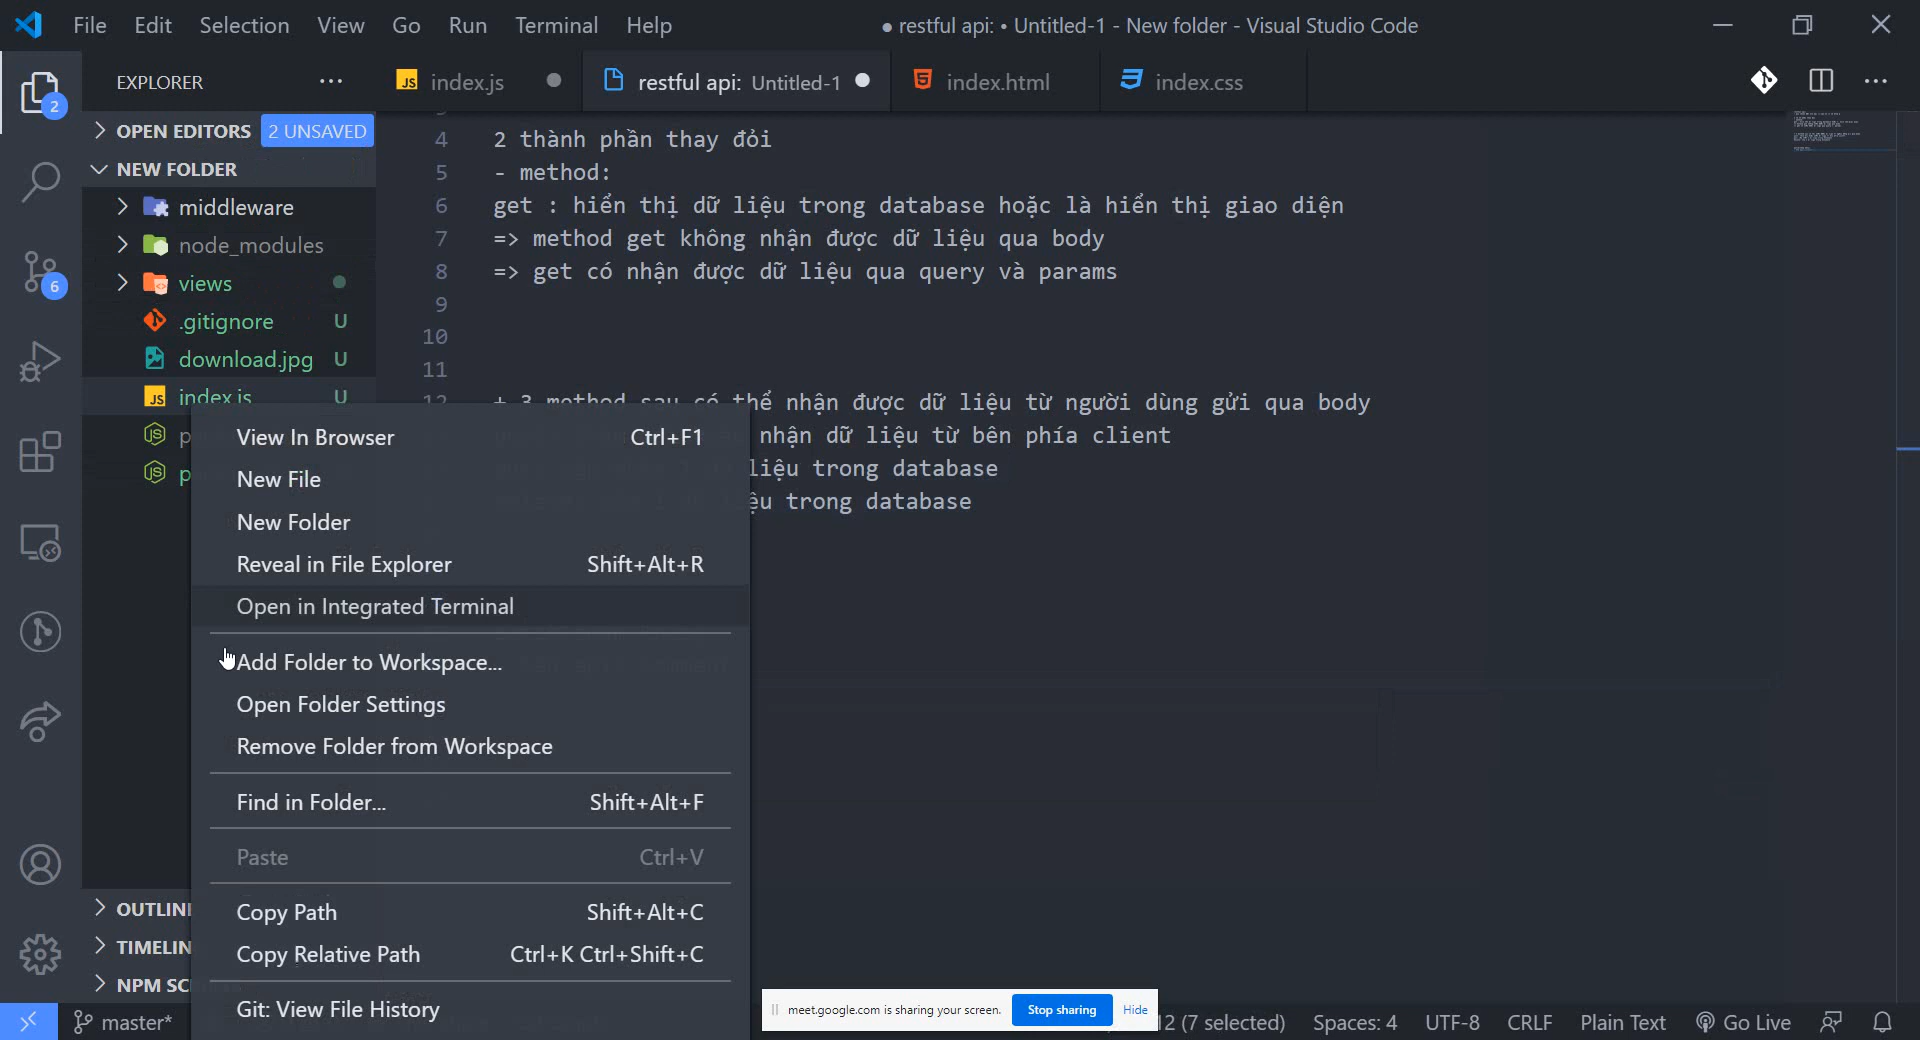 File Edit Selection View Go Run Terminal Help
● restful api: • Untitled-1 - New folder - Visual Studio Code
EXPLORER
index.js
restful api: Untitled-1
index.html
index.css
OPEN EDITORS 2 UNSAVED
NEW FOLDER
middleware
node_modules
views
.gitignore U
download.jpg U
index.js U
2
6
4 2 thành phần thay đổi
5 - method:
6 get : hiển thị dữ liệu trong database hoặc là hiển thị giao diện
7 => method get không nhận được dữ liệu qua body
8 => get có nhận được dữ liệu qua query và params
9
10
11
12 + 3 method sau có thể nhận được dữ liệu từ người dùng gửi qua body
nhận dữ liệu từ bên phía client
liệu trong database
trong database
View In Browser Ctrl+F1
New File
New Folder
Reveal in File Explorer Shift+Alt+R
Open in Integrated Terminal
Add Folder to Workspace...
Open Folder Settings
Remove Folder from Workspace
Find in Folder... Shift+Alt+F
Paste Ctrl+V
Copy Path Shift+Alt+C
Copy Relative Path Ctrl+K Ctrl+Shift+C
Git: View File History
OUTLIN
TIMELIN
NPM SC
meet.google.com is sharing your screen. Stop sharing Hide
master* 12 (7 selected) Spaces: 4 UTF-8 CRLF Plain Text Go Live